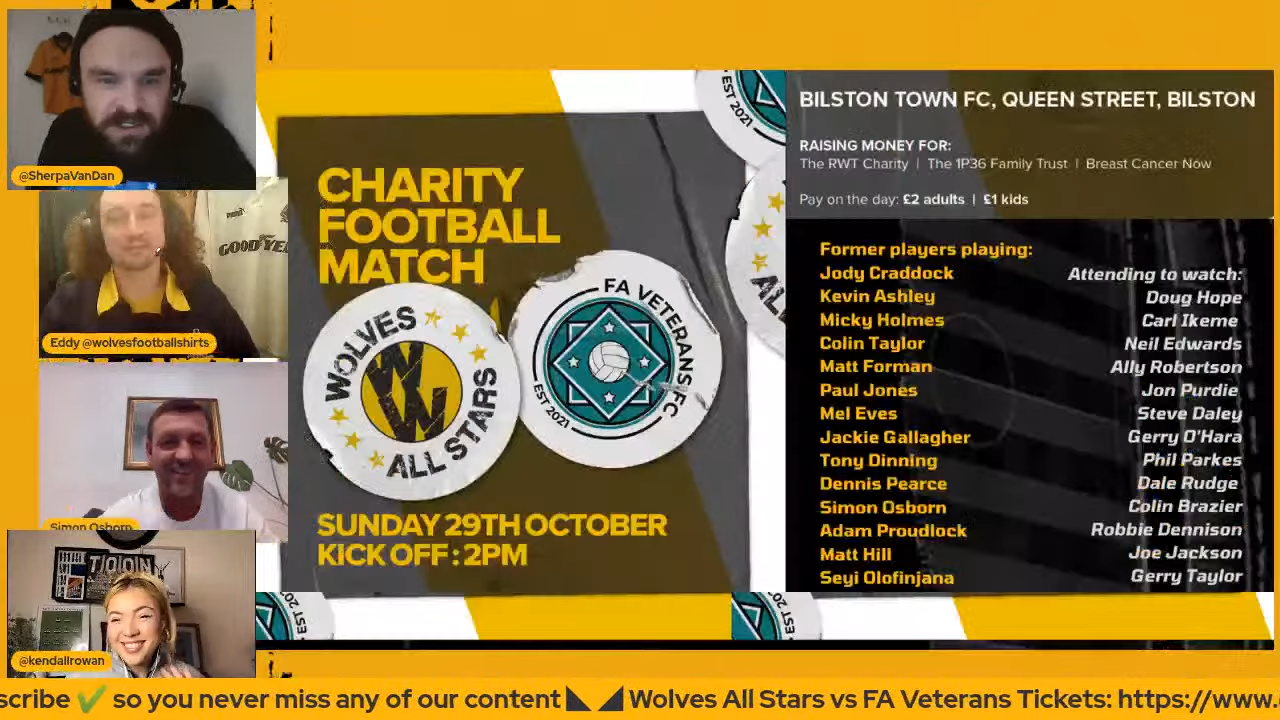 @SherpaVanDan
GOODYEAR
Eddy @wolvesfootballshirts
Simon Osborn
@kendallrowan
CHARITY
FOOTBALL
MATCH
WOLVES
ALL STARS
FA VETERANS FC
EST 2021
SUNDAY 29TH OCTOBER
KICK OFF : 2PM
EST 2021
BILSTON TOWN FC, QUEEN STREET, BILSTON
RAISING MONEY FOR:
The RWT Charity | The 1P36 Family Trust | Breast Cancer Now
Pay on the day: £2 adults | £1 kids
Former players playing:
Jody Craddock
Kevin Ashley
Micky Holmes
Colin Taylor
Matt Forman
Paul Jones
Mel Eves
Jackie Gallagher
Tony Dinning
Dennis Pearce
Simon Osborn
Adam Proudlock
Matt Hill
Seyi Olofinjana
Attending to watch:
Doug Hope
Carl Ikeme
Neil Edwards
Ally Robertson
Jon Purdie
Steve Daley
Gerry O'Hara
Phil Parkes
Dale Rudge
Colin Brazier
Robbie Dennison
Joe Jackson
Gerry Taylor
scribe ✔ so you never miss any of our content ◣ ◢ Wolves All Stars vs FA Veterans Tickets: https://www.